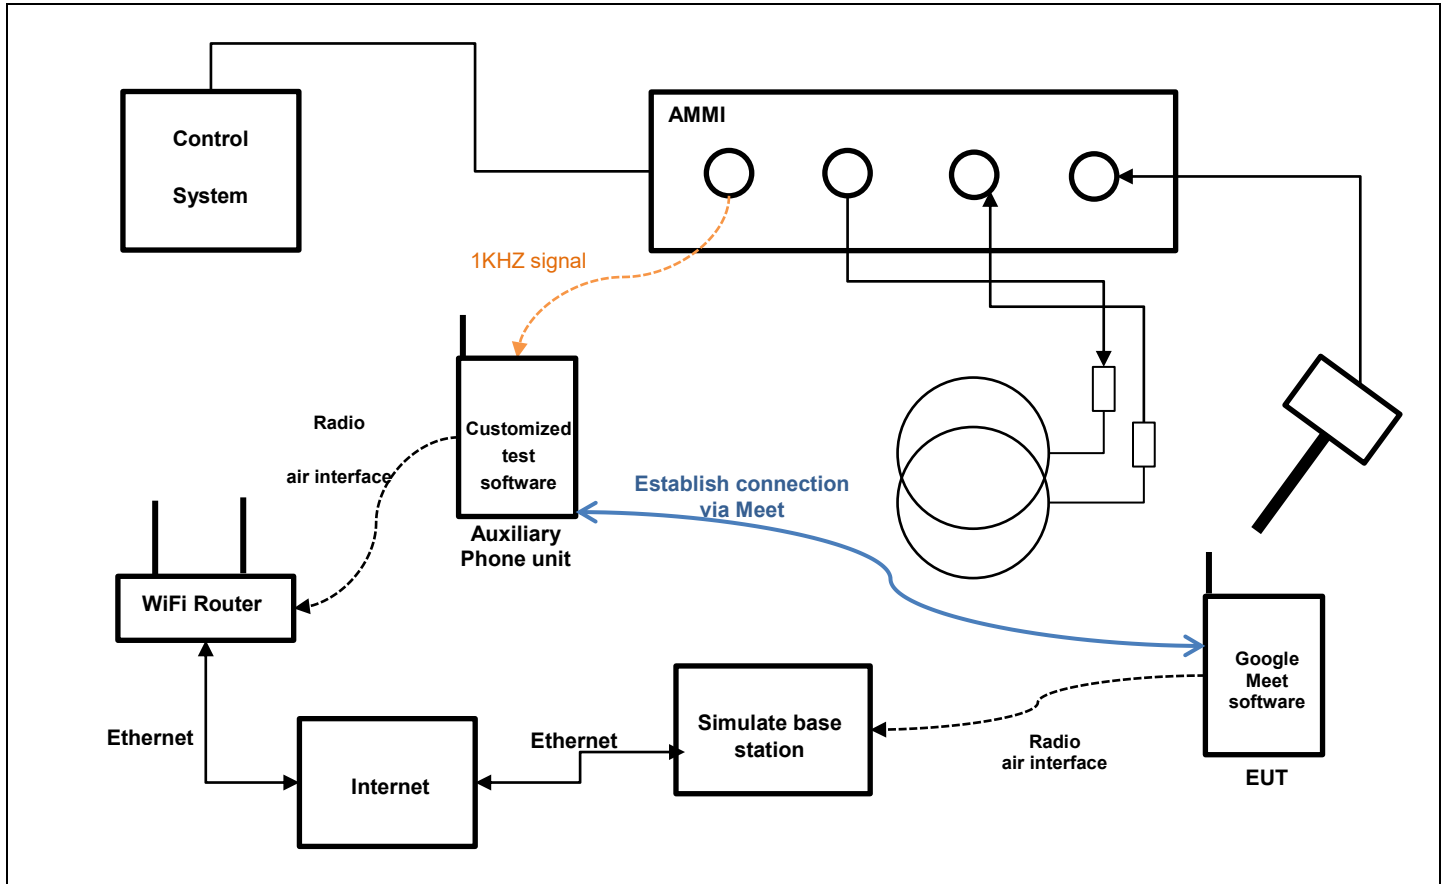 Control
System
AMMI
1KHZ signal
Radio
air interface
Customized
test
software
Auxiliary
Phone unit
Establish connection
via Meet
WiFi Router
Ethernet
Internet
Ethernet
Simulate base
station
Radio
air interface
Google
Meet
software
EUT